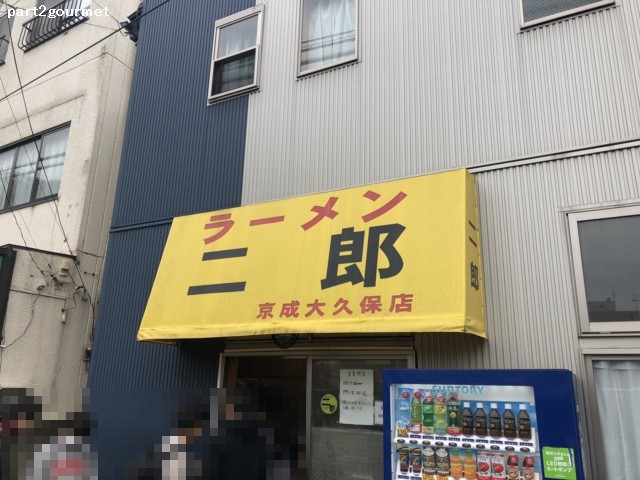 part2gourmet
ラーメン
二郎
京成大久保店
二郎
SUNTORY